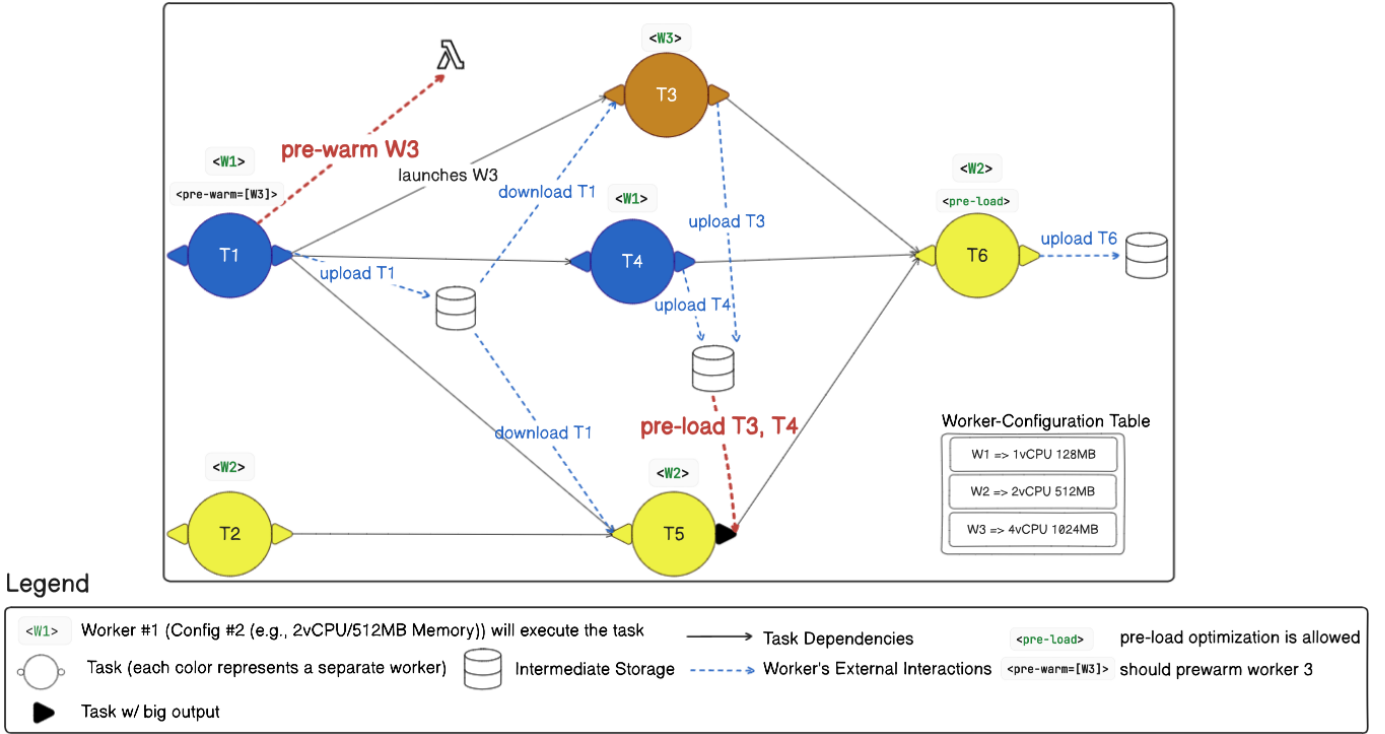 <W3>
T3
pre-warm W3
<W1>
<pre-warm=[W3]>
launches W3
download T1
<W1>
<W2>
<pre-load>
upload T3
T1
T4
T6
upload T6
upload T1
upload T4
pre-load T3, T4
download T1
Worker-Configuration Table
W1 => 1vCPU 128MB
W2 => 2vCPU 512MB
W3 => 4vCPU 1024MB
<W2>
<W2>
T2
T5
Legend
<W1> Worker #1 (Config #2 (e., 2vCPU/512MB Memory)) will execute the task
Task Dependencies
<pre-load> pre-load optimization is allowed
Task (each color represents a separate worker)
Intermediate Storage
Worker's External Interactions
<pre-warm=[W3]> should prewarm worker 3
Task w/ big output